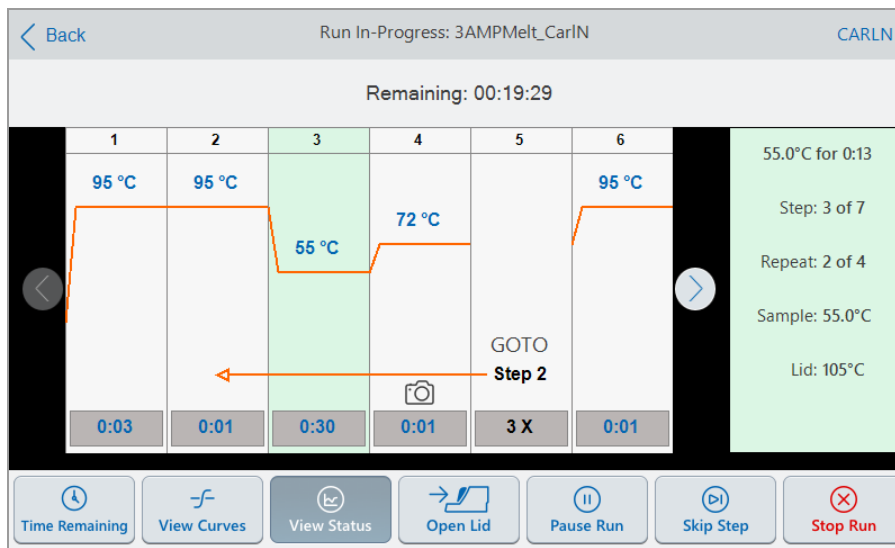 Back
Run In-Progress: 3AMPMelt_CarlN
CARLN
Remaining: 00:19:29
1 2 3 4 5 6
95 °C 95 °C 95 °C
72 °C
55 °C
GOTO
Step 2
0:03 0:01 0:30 0:01 3 X 0:01
55.0°C for 0:13
Step: 3 of 7
Repeat: 2 of 4
Sample: 55.0°C
Lid: 105°C
Time Remaining View Curves View Status Open Lid Pause Run Skip Step Stop Run